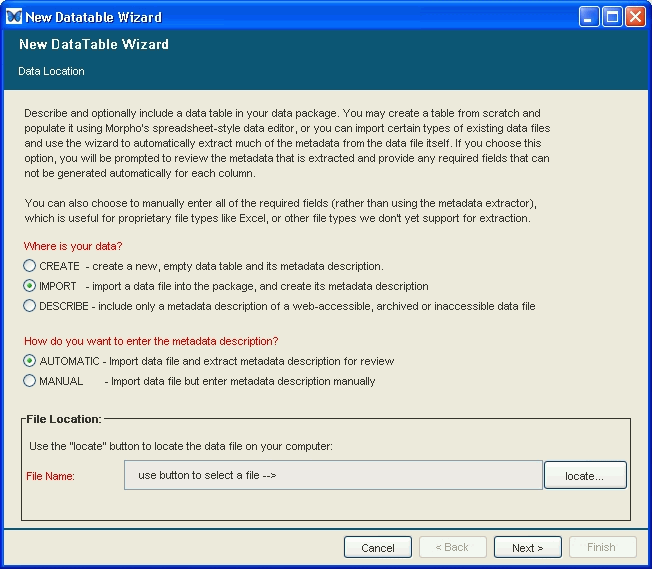 New Datatable Wizard
New DataTable Wizard
Data Location
Describe and optionally include a data table in your data package. You may create a table from scratch and
populate it using Morpho's spreadsheet-style data editor, or you can import certain types of existing data files
and use the wizard to automatically extract much of the metadata from the data file itself. If you choose this
option, you will be prompted to review the metadata that is extracted and provide any required fields that can
not be generated automatically for each column.
You can also choose to manually enter all of the required fields (rather than using the metadata extractor),
which is useful for proprietary file types like Excel, or other file types we don't yet support for extraction.
Where is your data?
CREATE - create a new, empty data table and its metadata description.
IMPORT - import a data file into the package, and create its metadata description
DESCRIBE - include only a metadata description of a web-accessible, archived or inaccessible data file
How do you want to enter the metadata description?
AUTOMATIC - Import data file and extract metadata description for review
MANUAL - Import data file but enter metadata description manually
File Location:
Use the "locate" button to locate the data file on your computer:
File Name: use button to select a file --> locate...
Cancel < Back Next > Finish